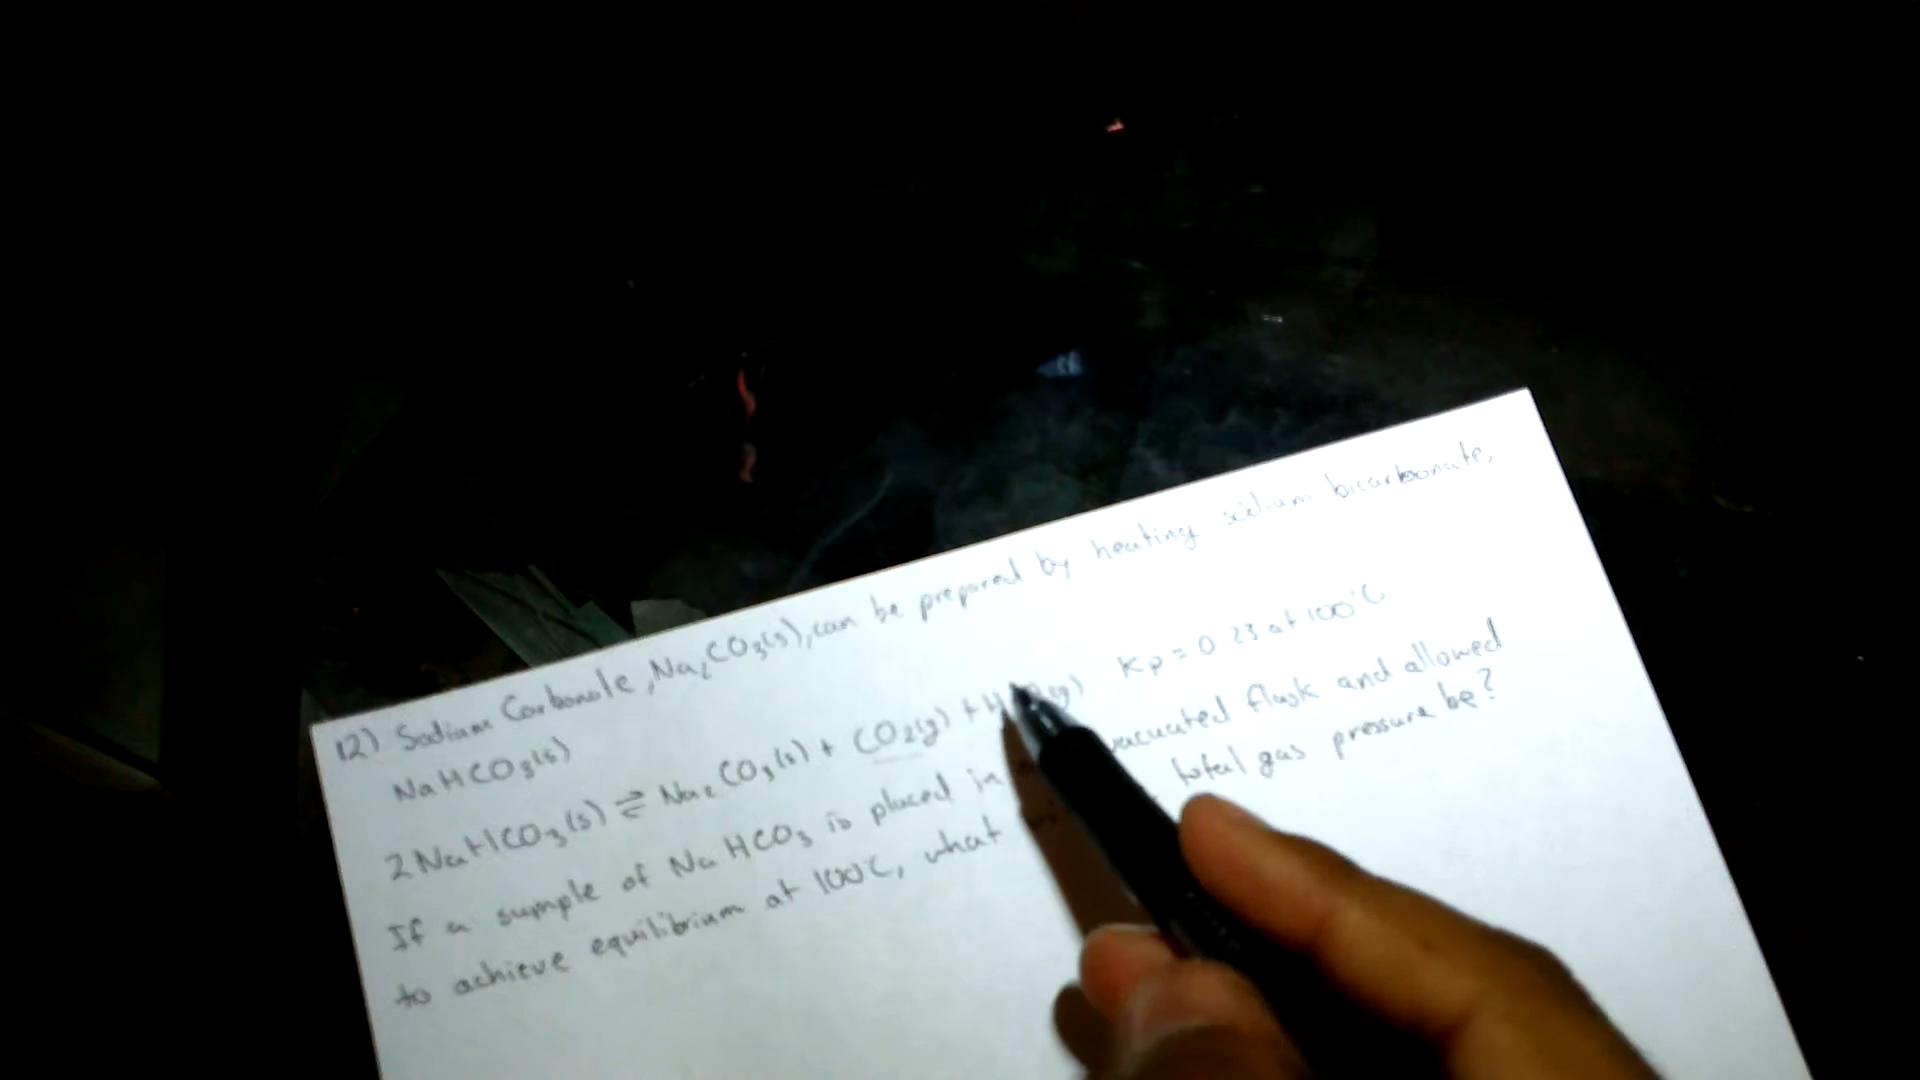 12) Sodium Carbonate, Na2CO3(s), can be prepared by heating sodium bicarbonate,
NaHCO3(s)
2NaHCO3(s) ⇌ Na2CO3(s) + CO2(g) + H (g) Kp = 0.23 at 100°C
If a sample of NaHCO3 is placed in flask and allowed
to achieve equilibrium at 100°C, what total gas pressure be?